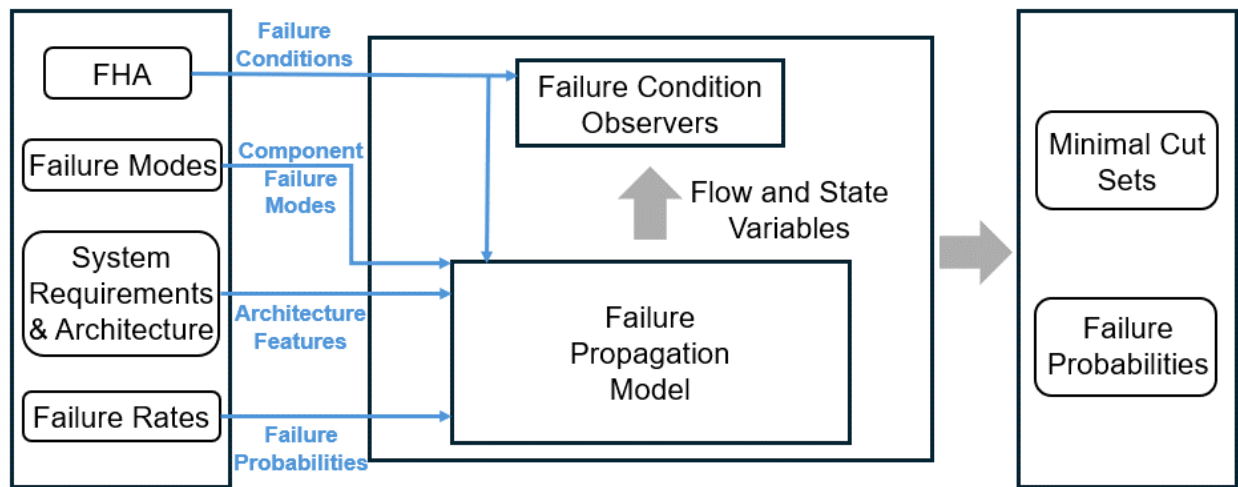 FHA
Failure Modes
System
Requirements
& Architecture
Failure Rates
Failure
Conditions
Component
Failure
Modes
Architecture
Features
Failure
Probabilities
Failure Condition
Observers
Flow and State
Variables
Failure
Propagation
Model
Minimal Cut
Sets
Failure
Probabilities